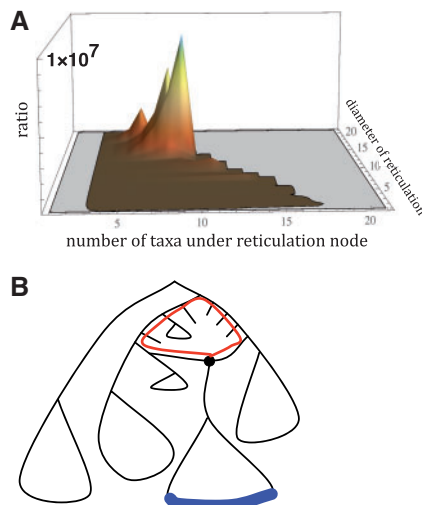 A
1×10⁷
ratio
diameter of reticulation
20
15
10
5
5
10
15
20
number of taxa under reticulation node
B